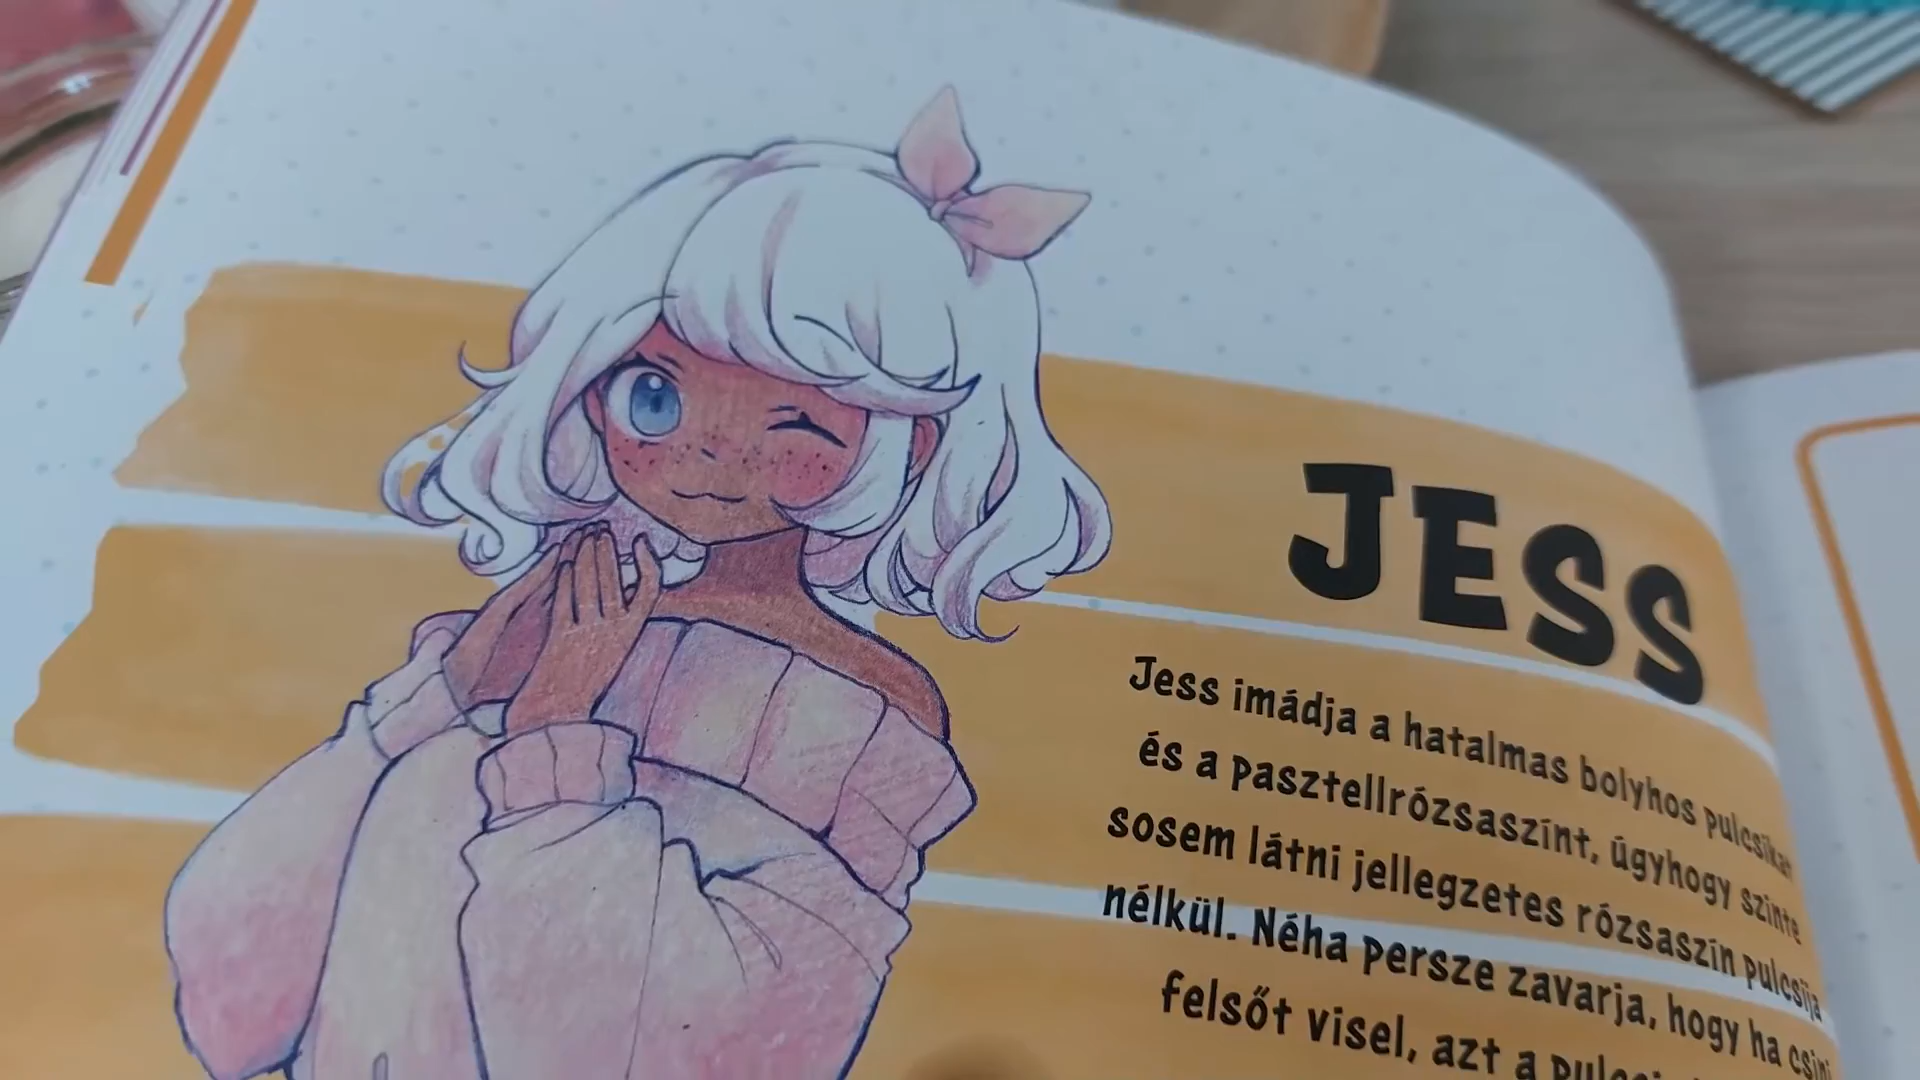 JESS
Jess imádja a hatalmas bolyhos pulcsikat
és a pasztellrózsaszínt, úgyhogy szinte
sosem látni jellegzetes rózsaszín pulcsija
nélkül. Néha persze zavarja, hogy ha csini
felsőt visel, azt a